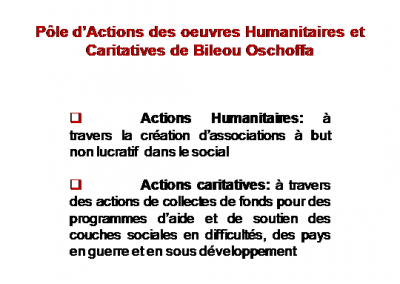 Pôle d'Actions des oeuvres Humanitaires et
Caritatives de Bileou Oschoffa
❑ Actions Humanitaires: à
travers la création d'associations à but
non lucratif dans le social
❑ Actions caritatives: à travers
des actions de collectes de fonds pour des
programmes d'aide et de soutien des
couches sociales en difficultés, des pays
en guerre et en sous développement